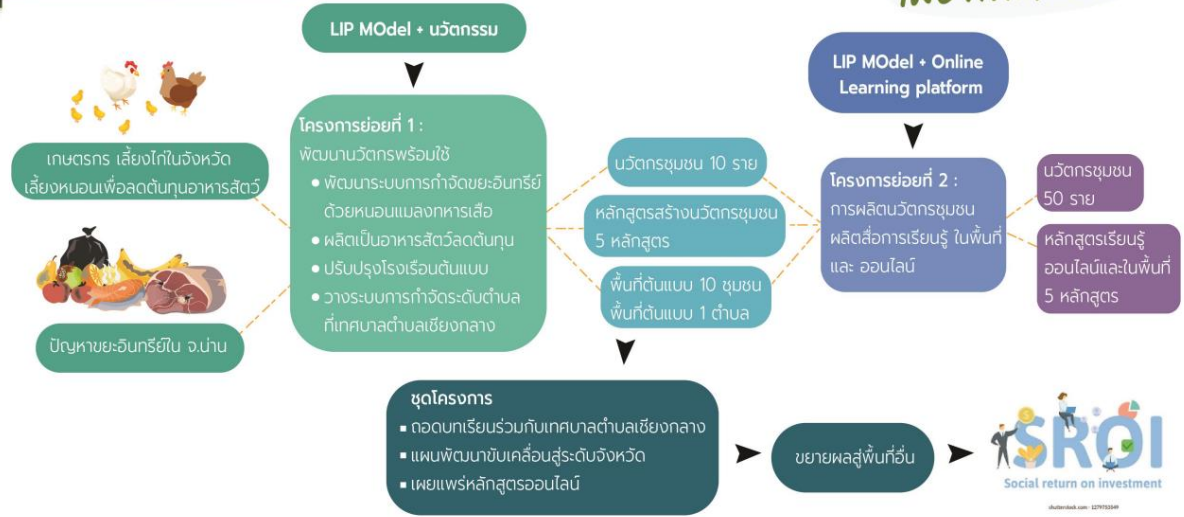 LIP MOdel + นวัตกรรม
LIP MOdel + Online
Learning platform
เกษตรกร เลี้ยงไก่ในจังหวัด
เลี้ยงหนอนเพื่อลดต้นทุนอาหารสัตว์
ปัญหาขยะอินทรีย์ใน จ.น่าน
โครงการย่อยที่ 1 :
พัฒนานวัตกรพร้อมใช้
• พัฒนาระบบการกำจัดขยะอินทรีย์
ด้วยหนอนแมลงทหารเสือ
• ผลิตเป็นอาหารสัตว์ลดต้นทุน
• ปรับปรุงโรงเรือนต้นแบบ
• วางระบบการกำจัดระดับตำบล
ที่เทศบาลตำบลเชียงกลาง
นวัตกรชุมชน 10 ราย
หลักสูตรสร้างนวัตกรชุมชน
5 หลักสูตร
พื้นที่ต้นแบบ 10 ชุมชน
พื้นที่ต้นแบบ 1 ตำบล
โครงการย่อยที่ 2 :
การผลิตนวัตกรชุมชน
ผลิตสื่อการเรียนรู้ ในพื้นที่
และ ออนไลน์
นวัตกรชุมชน
50 ราย
หลักสูตรเรียนรู้
ออนไลน์และในพื้นที่
5 หลักสูตร
ชุดโครงการ
▪ ถอดบทเรียนร่วมกับเทศบาลตำบลเชียงกลาง
▪ แผนพัฒนาขับเคลื่อนสู่ระดับจังหวัด
▪ เผยแพร่หลักสูตรออนไลน์
ขยายผลสู่พื้นที่อื่น
SROI
Social return on investment